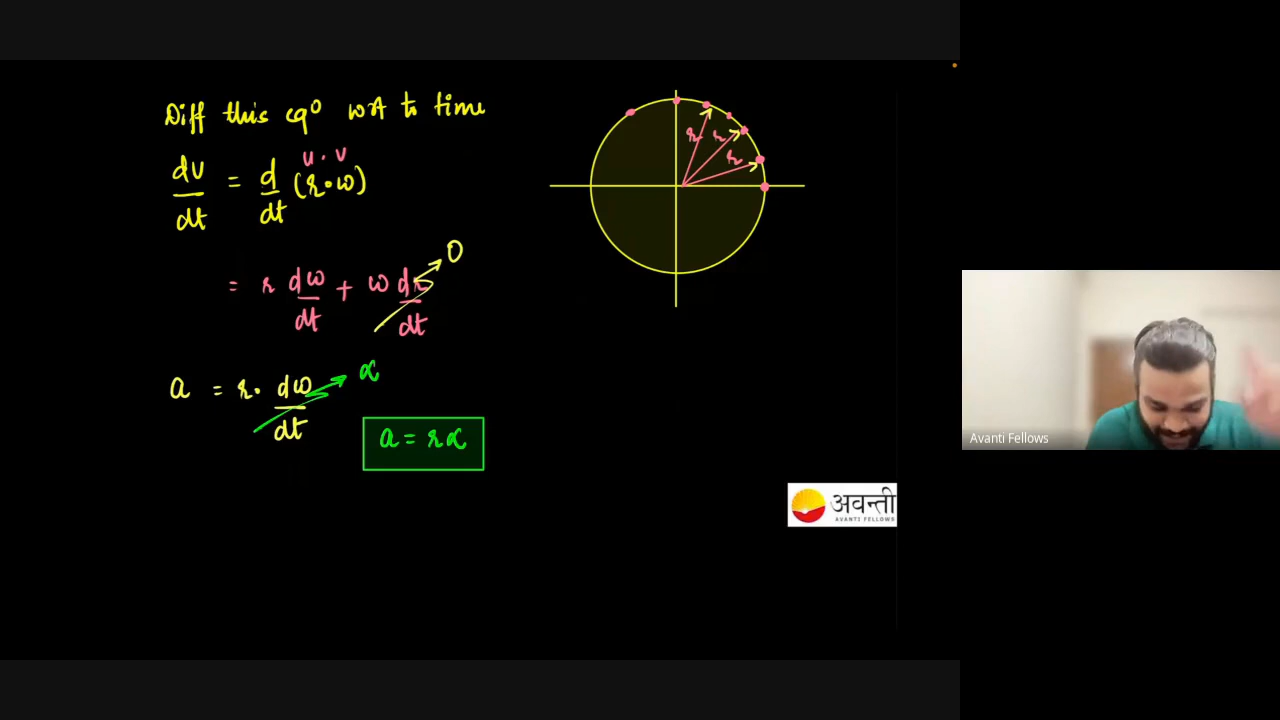 Diff this eqⁿ wrt to time
u . v
dv/dt = d/dt (r.ω)
= r dω/dt + ω dr/dt → 0
a = r. dω/dt → α
a = rα
r r r
अवन्ती
AVANTI FELLOWS
Avanti Fellows